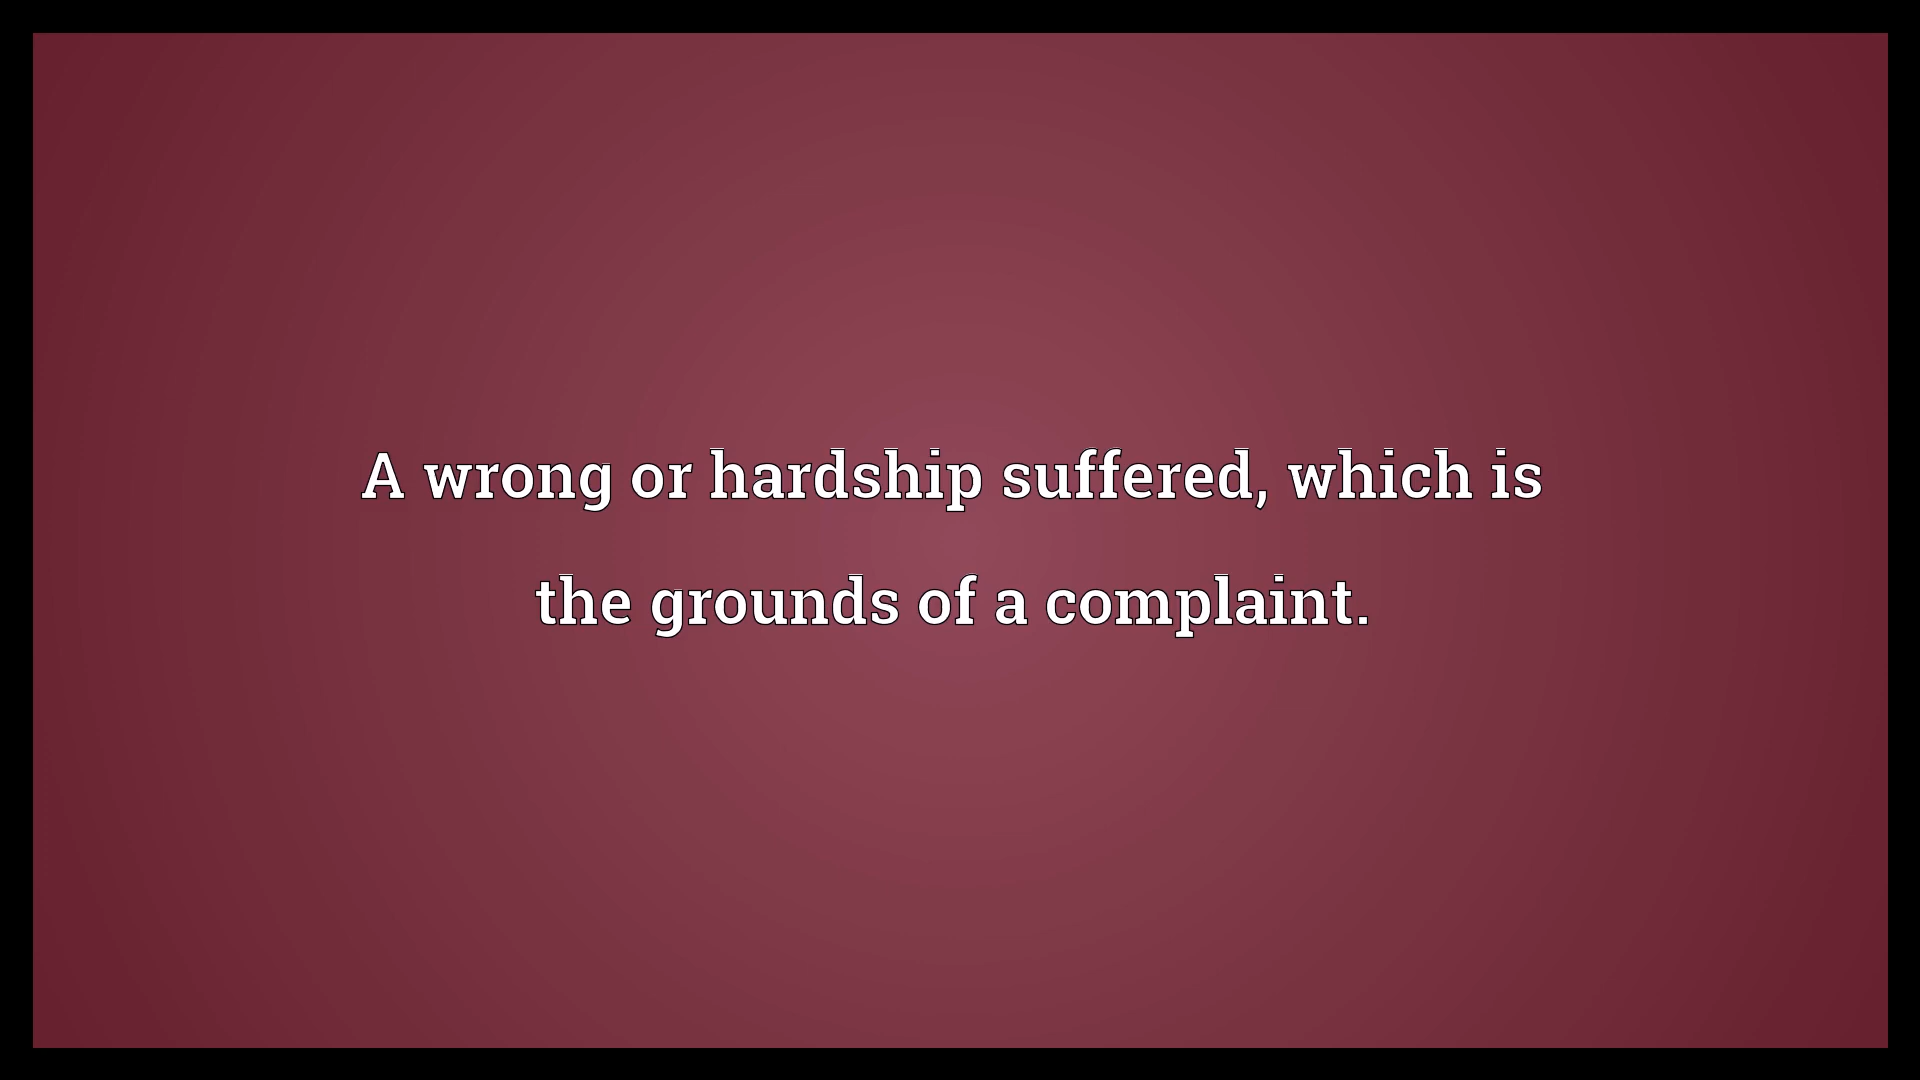 A wrong or hardship suffered, which is
the grounds of a complaint.